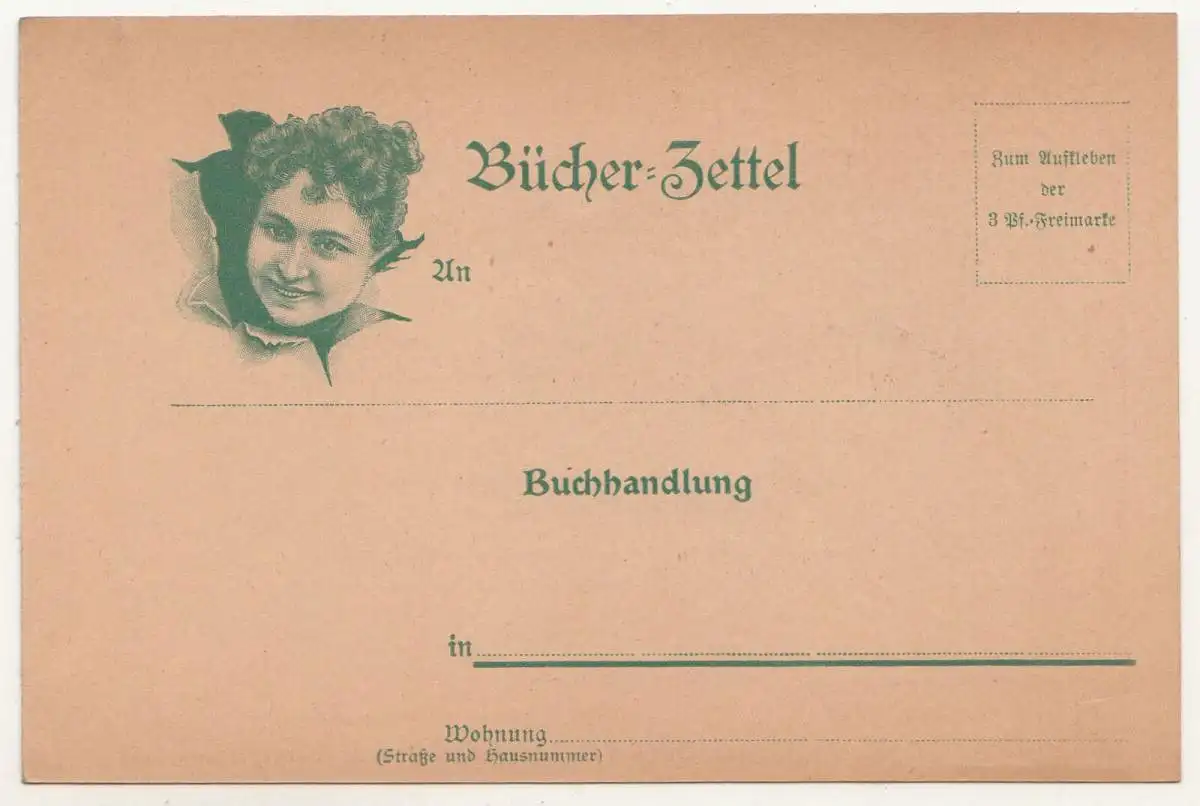 Bücher-Zettel
Zum Aufkleben
der
3 Pf.-Freimarke
An
Buchhandlung
in
Wohnung
(Straße und Hausnummer)